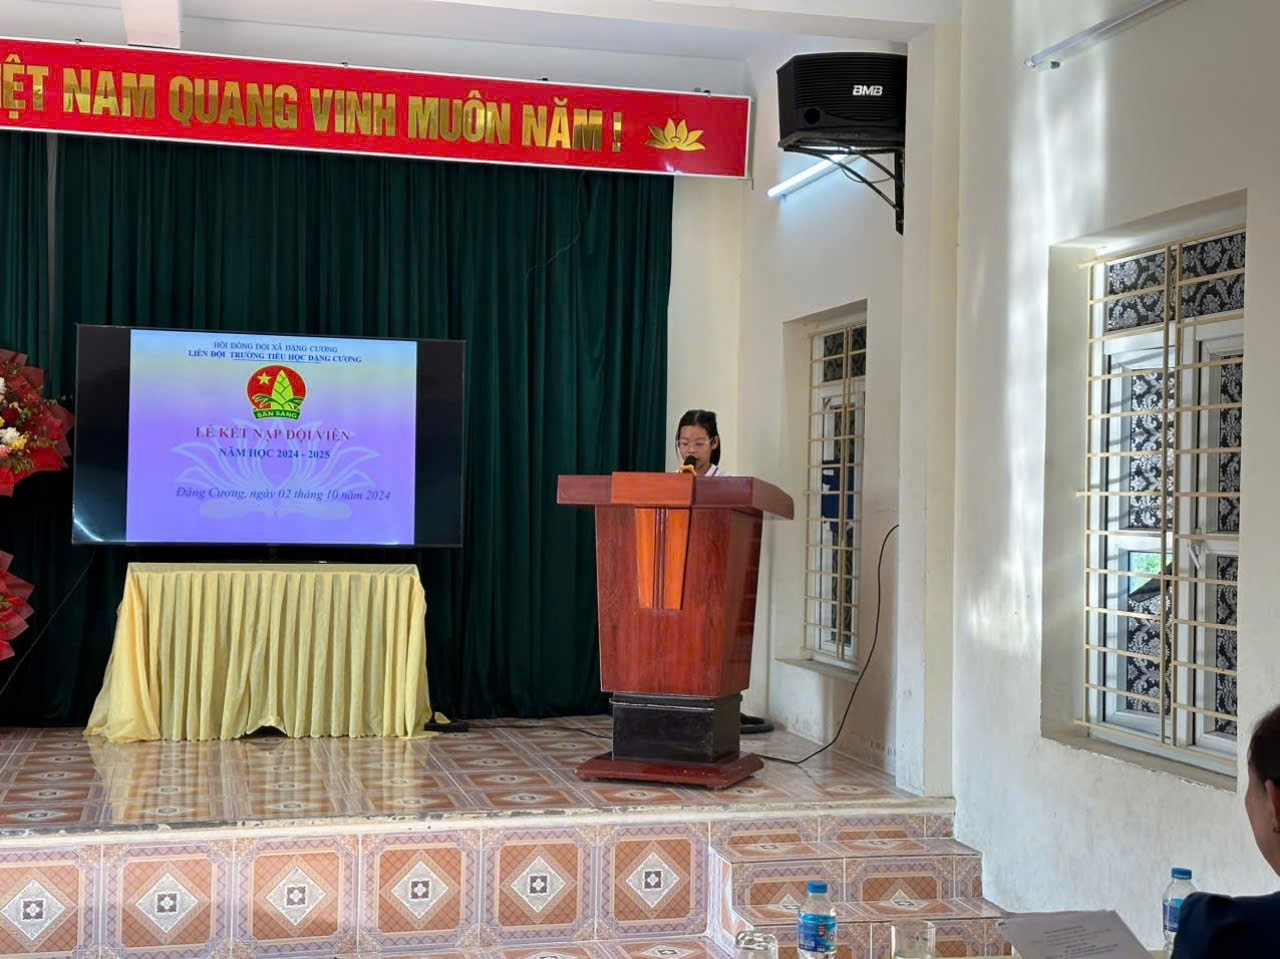 ỆT NAM QUANG VINH MUÔN NĂM !
BMB
HỘI ĐỒNG ĐỘI XÃ ĐẶNG CƯƠNG
LIÊN ĐỘI TRƯỜNG TIỂU HỌC ĐẶNG CƯƠNG
SẴN SÀNG
LỄ KẾT NẠP ĐỘI VIÊN
NĂM HỌC 2024 - 2025
Đặng Cương, ngày 02 tháng 10 năm 2024